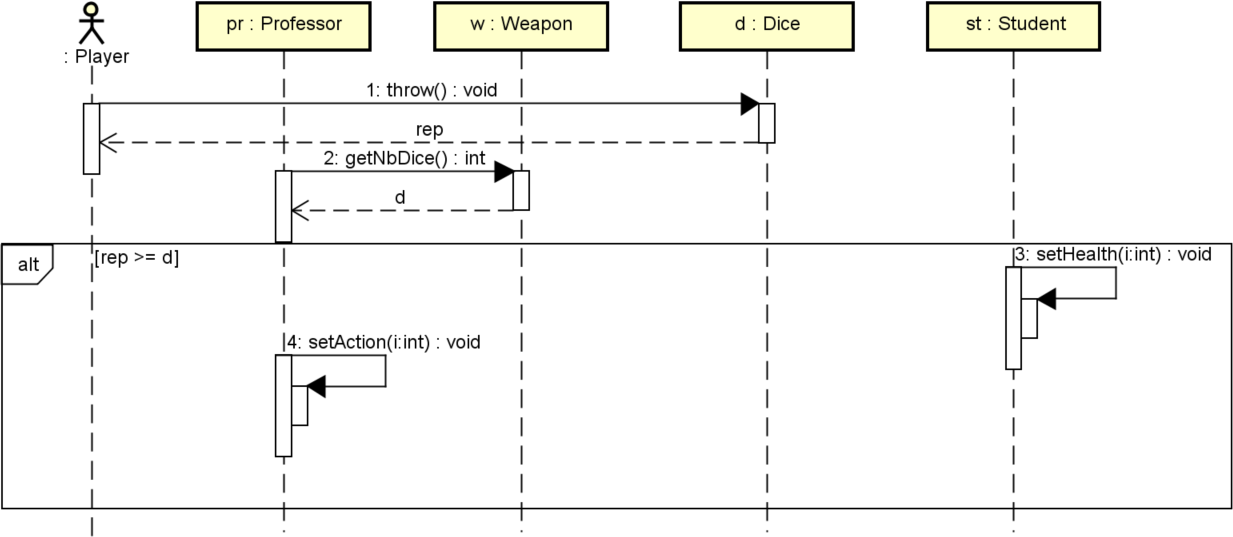 : Player
pr : Professor
w : Weapon
d : Dice
st : Student
1: throw() : void
rep
2: getNbDice() : int
d
alt
[rep >= d]
3: setHealth(i:int) : void
4: setAction(i:int) : void